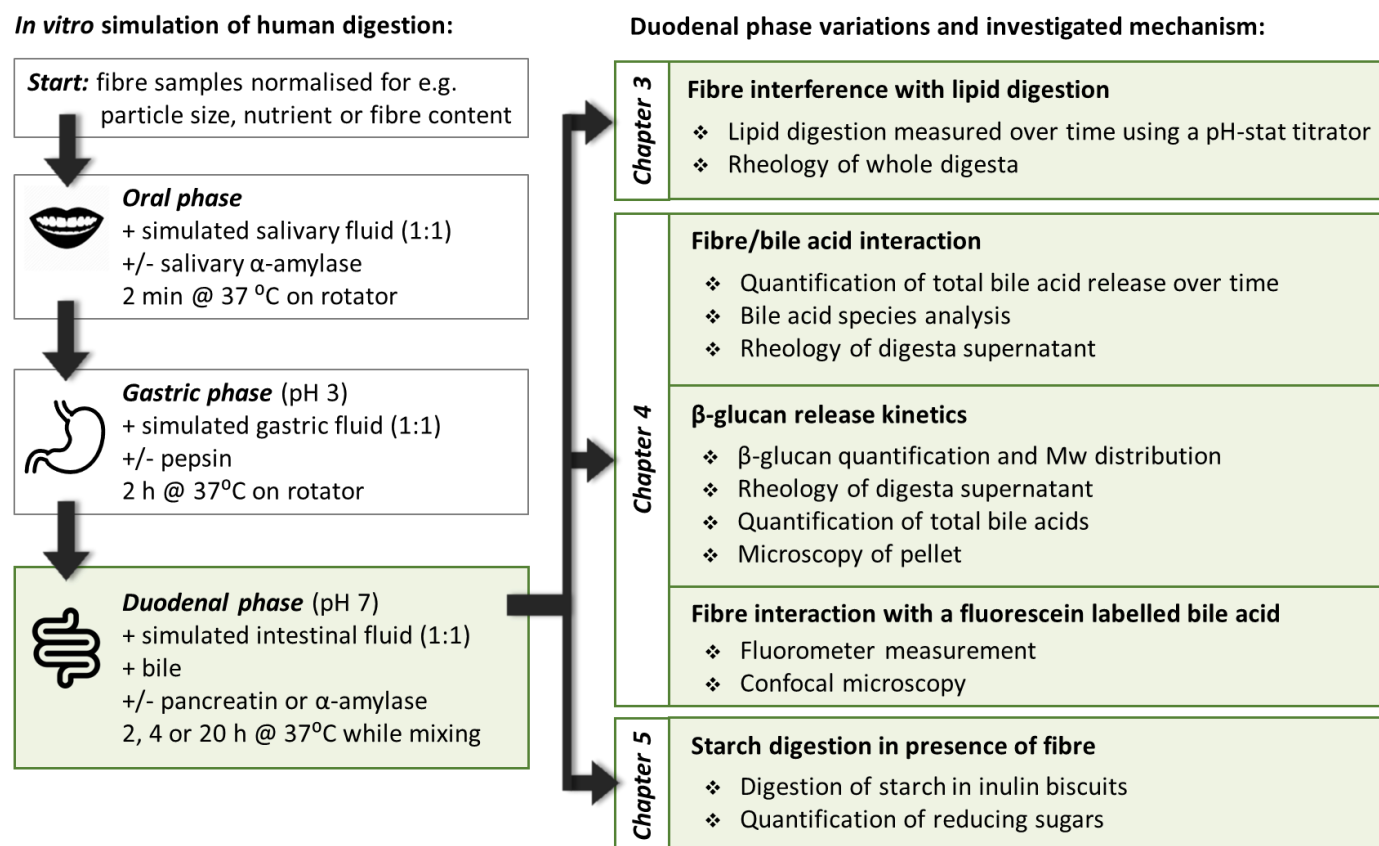 In vitro simulation of human digestion:
Start: fibre samples normalised for e.g.
particle size, nutrient or fibre content
Oral phase
+ simulated salivary fluid (1:1)
+/- salivary α-amylase
2 min @ 37 ⁰C on rotator
Gastric phase (pH 3)
+ simulated gastric fluid (1:1)
+/- pepsin
2 h @ 37⁰C on rotator
Duodenal phase (pH 7)
+ simulated intestinal fluid (1:1)
+ bile
+/- pancreatin or α-amylase
2, 4 or 20 h @ 37⁰C while mixing
Duodenal phase variations and investigated mechanism:
Chapter 3
Fibre interference with lipid digestion
❖ Lipid digestion measured over time using a pH-stat titrator
❖ Rheology of whole digesta
Chapter 4
Fibre/bile acid interaction
❖ Quantification of total bile acid release over time
❖ Bile acid species analysis
❖ Rheology of digesta supernatant
β-glucan release kinetics
❖ β-glucan quantification and Mw distribution
❖ Rheology of digesta supernatant
❖ Quantification of total bile acids
❖ Microscopy of pellet
Fibre interaction with a fluorescein labelled bile acid
❖ Fluorometer measurement
❖ Confocal microscopy
Chapter 5
Starch digestion in presence of fibre
❖ Digestion of starch in inulin biscuits
❖ Quantification of reducing sugars